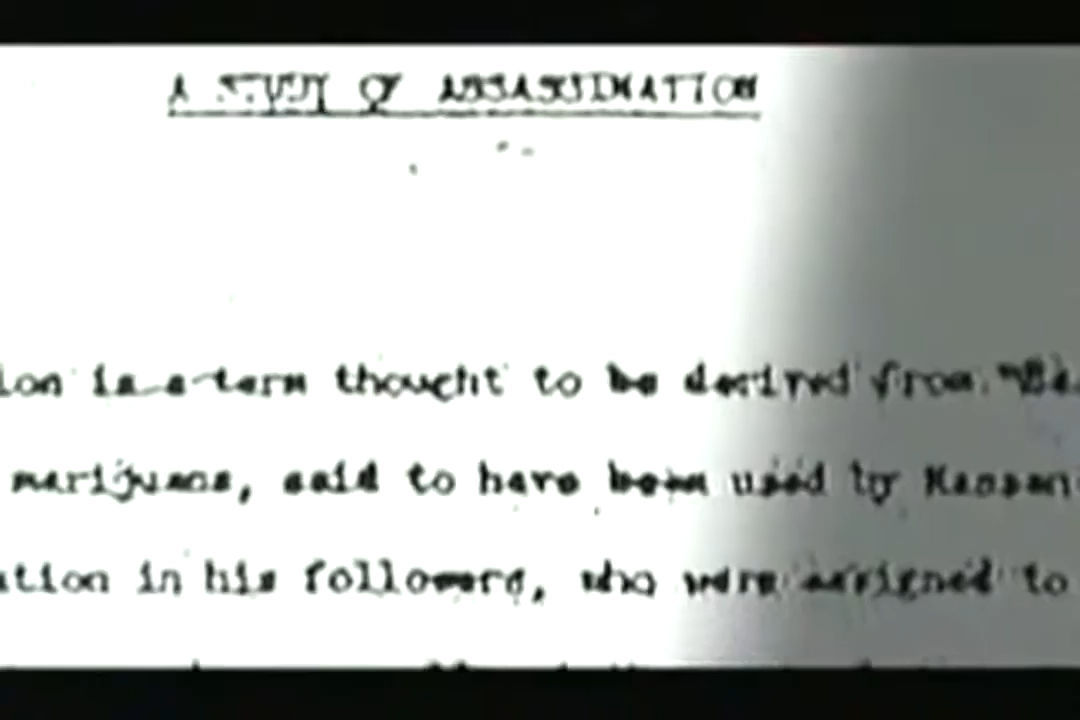 A STUDY OF ASSASSINATION
ion is a term thought to be derived from "Ha
marijuana, said to have been used by Hassan
ation in his followers, who were assigned to